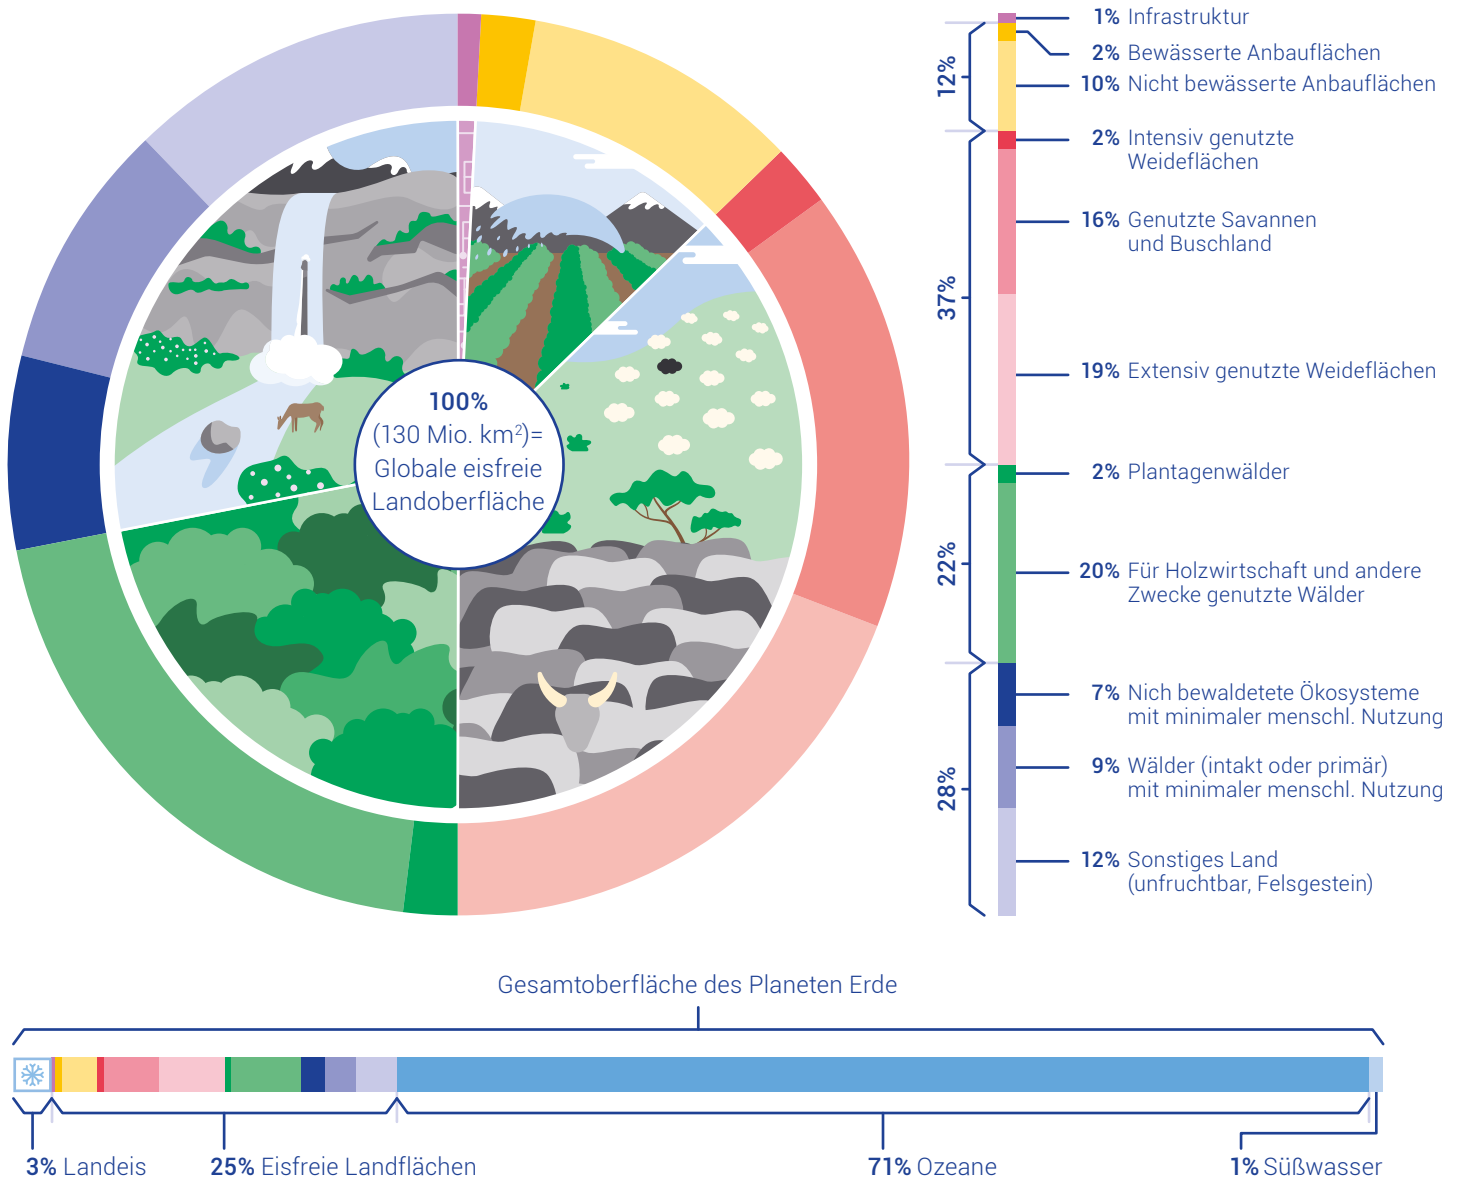 100%
(130 Mio. km²)=
Globale eisfreie
Landoberfläche
12%
37%
22%
28%
1% Infrastruktur
2% Bewässerte Anbauflächen
10% Nicht bewässerte Anbauflächen
2% Intensiv genutzte
Weideflächen
16% Genutzte Savannen
und Buschland
19% Extensiv genutzte Weideflächen
2% Plantagenwälder
20% Für Holzwirtschaft und andere
Zwecke genutzte Wälder
7% Nich bewaldetete Ökosysteme
mit minimaler menschl. Nutzung
9% Wälder (intakt oder primär)
mit minimaler menschl. Nutzung
12% Sonstiges Land
(unfruchtbar, Felsgestein)
Gesamtoberfläche des Planeten Erde
3% Landeis
25% Eisfreie Landflächen
71% Ozeane
1% Süßwasser